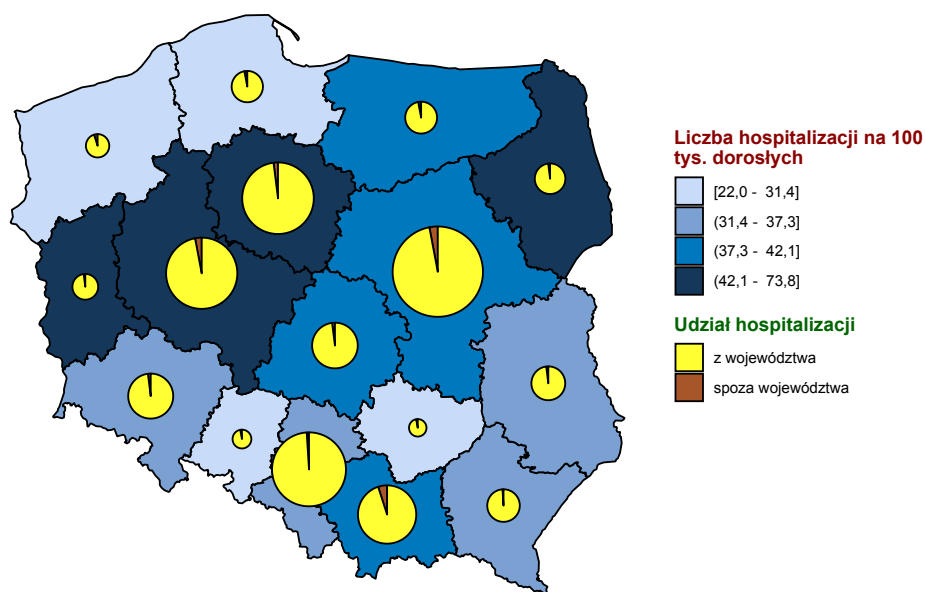 Liczba hospitalizacji na 100
tys. dorosłych
[22,0 - 31,4]
(31,4 - 37,3]
(37,3 - 42,1]
(42,1 - 73,8]
Udział hospitalizacji
z województwa
spoza województwa